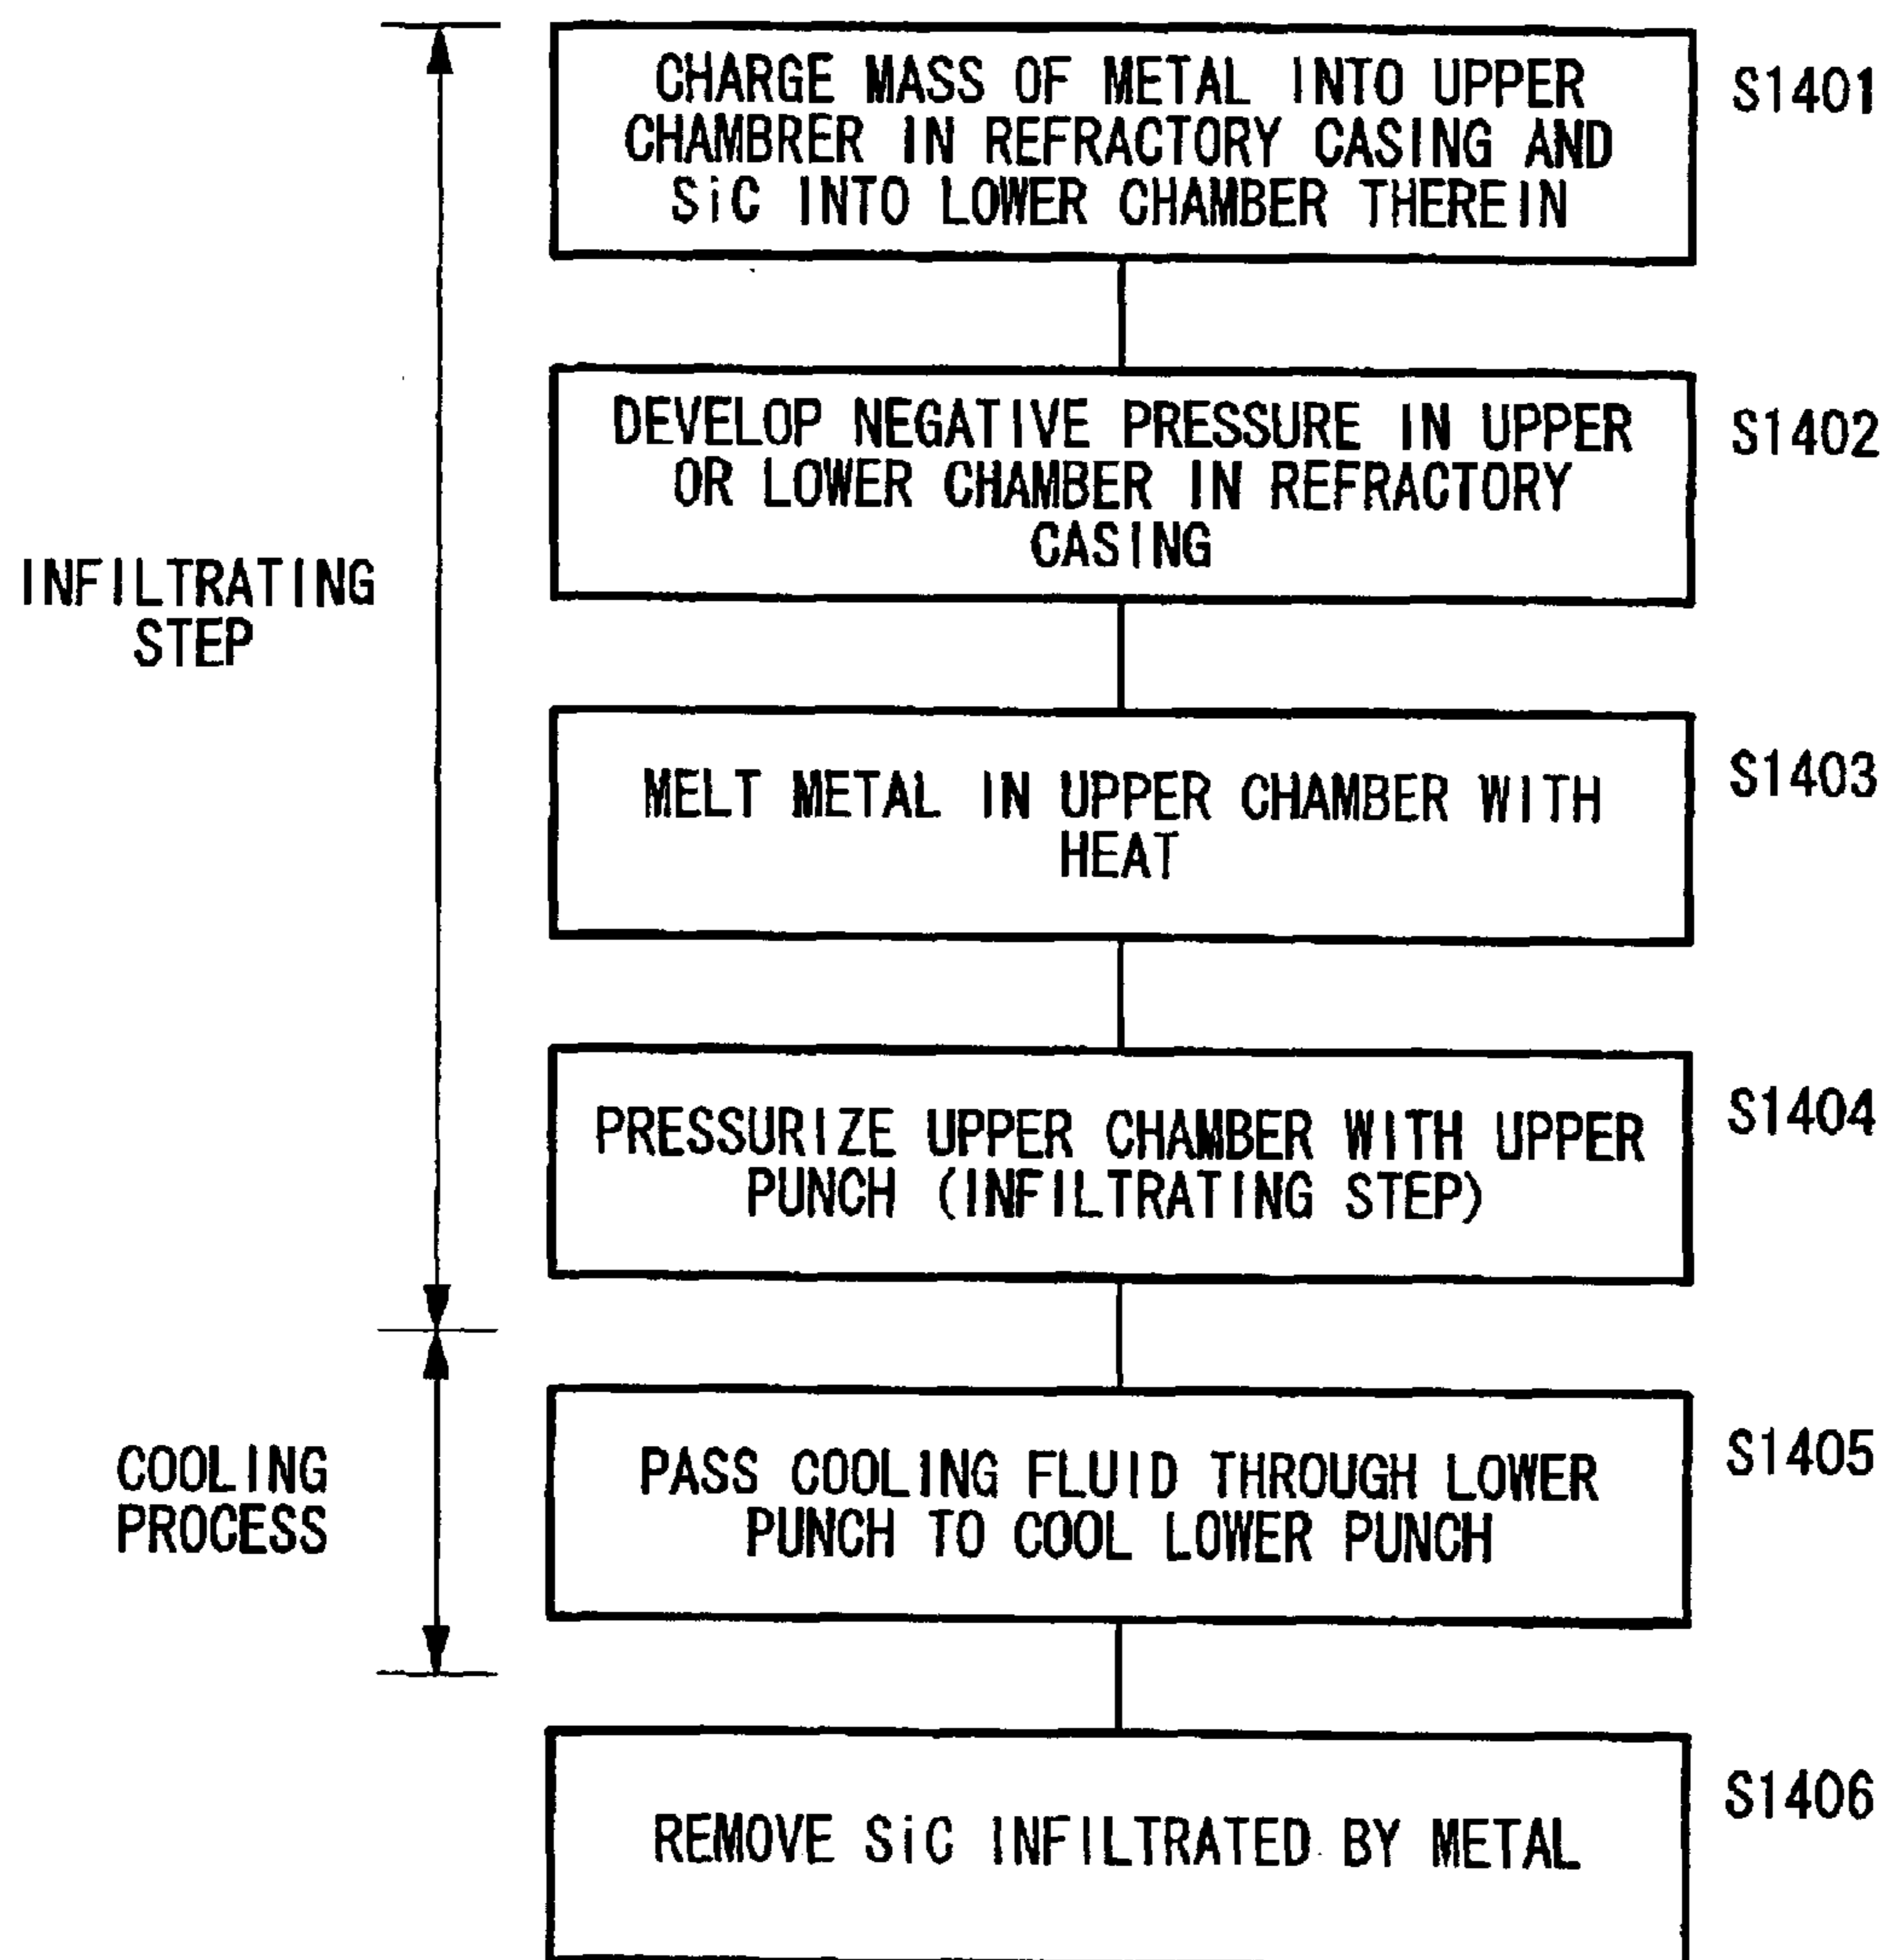 CHARGE MASS OF METAL INTO UPPER
CHAMBRER IN REFRACTORY CASING AND
SiC INTO LOWER CHAMBER THEREIN
S1401
DEVELOP NEGATIVE PRESSURE IN UPPER
OR LOWER CHAMBER IN REFRACTORY
CASING
S1402
INFILTRATING
STEP
MELT METAL IN UPPER CHAMBER WITH
HEAT
S1403
PRESSURIZE UPPER CHAMBER WITH UPPER
PUNCH (INFILTRATING STEP)
S1404
COOLING
PROCESS
PASS COOLING FLUID THROUGH LOWER
PUNCH TO COOL LOWER PUNCH
S1405
REMOVE SiC INFILTRATED BY METAL
S1406